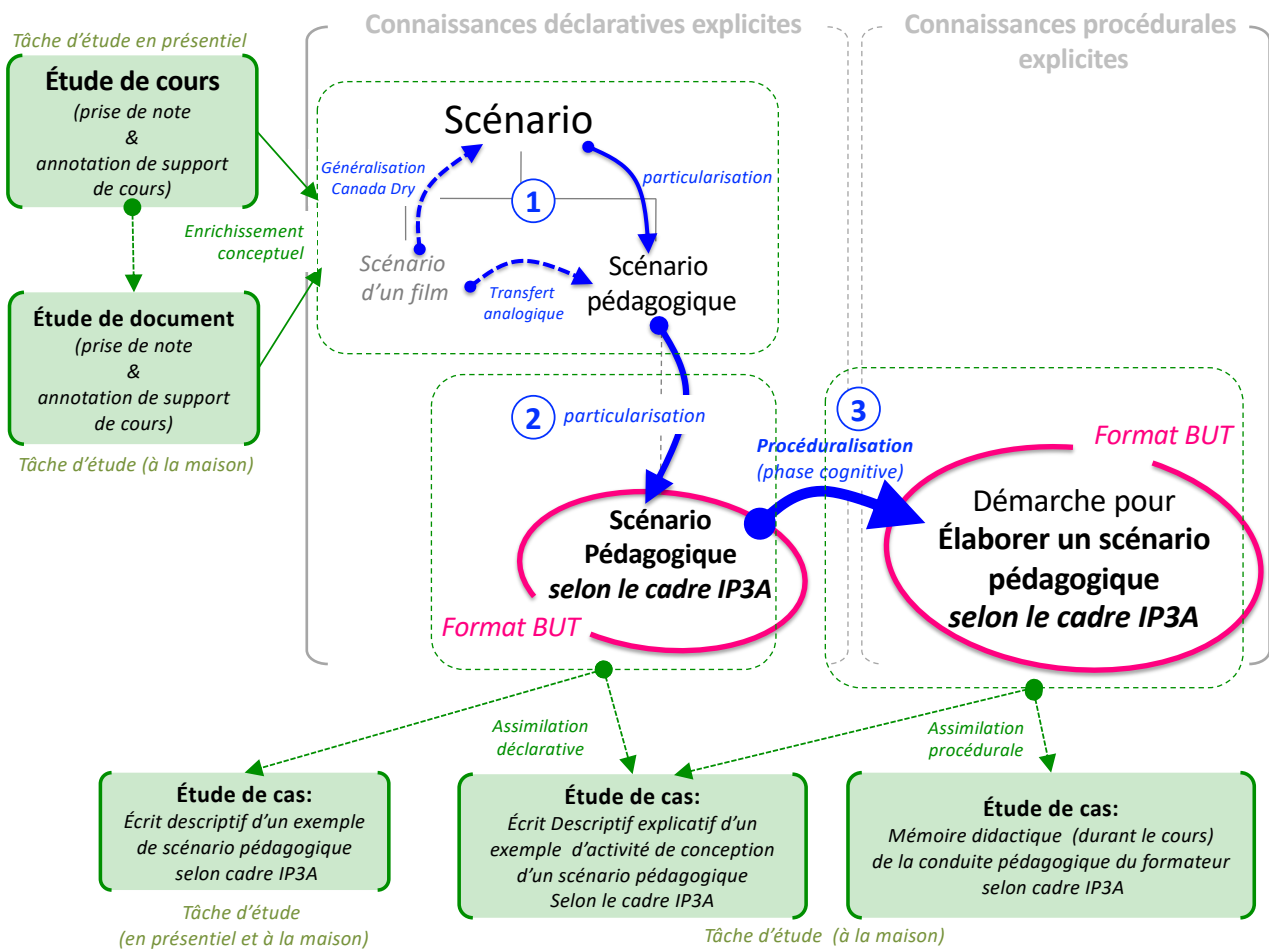 Connaissances déclaratives explicites
Connaissances procédurales
explicites
Tâche d'étude en présentiel
Étude de cours
(prise de note
&
annotation de support
de cours)
Enrichissement
conceptuel
Étude de document
(prise de note
&
annotation de support
de cours)
Tâche d'étude (à la maison)
Scénario
Généralisation
Canada Dry
particularisation
1
Scénario
d'un film
Transfert
analogique
Scénario
pédagogique
2
particularisation
3
Procéduralisation
(phase cognitive)
Scénario
Pédagogique
selon le cadre IP3A
Format BUT
Format BUT
Démarche pour
Élaborer un scénario
pédagogique
selon le cadre IP3A
Assimilation
déclarative
Assimilation
procédurale
Étude de cas:
Écrit descriptif d'un exemple
de scénario pédagogique
selon cadre IP3A
Tâche d'étude
(en présentiel et à la maison)
Étude de cas:
Écrit Descriptif explicatif d'un
exemple d'activité de conception
d'un scénario pédagogique
Selon le cadre IP3A
Étude de cas:
Mémoire didactique (durant le cours)
de la conduite pédagogique du formateur
selon cadre IP3A
Tâche d'étude (à la maison)